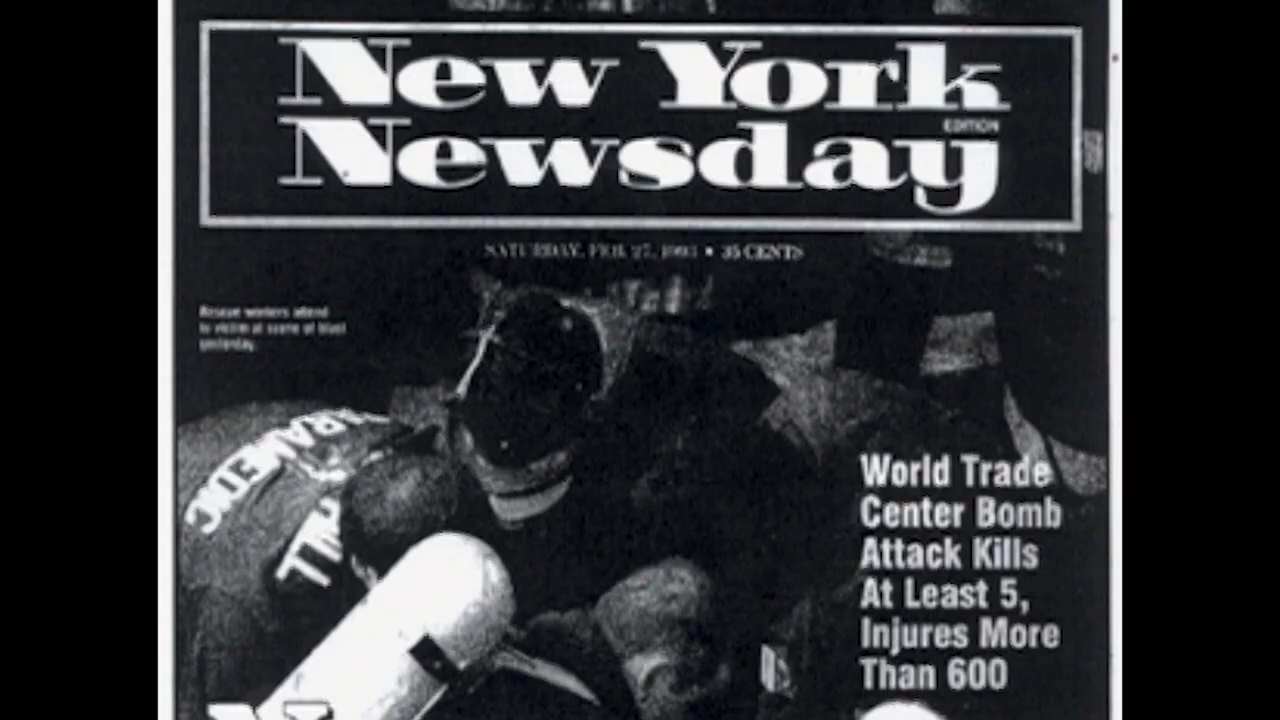 New York
EDITION
Newsday
SATURDAY, FEB. 27, 1993 • 35 CENTS
Rescue workers attend
to victim at scene of blast
yesterday.
PARAMEDIC
World Trade
Center Bomb
Attack Kills
At Least 5,
Injures More
Than 600